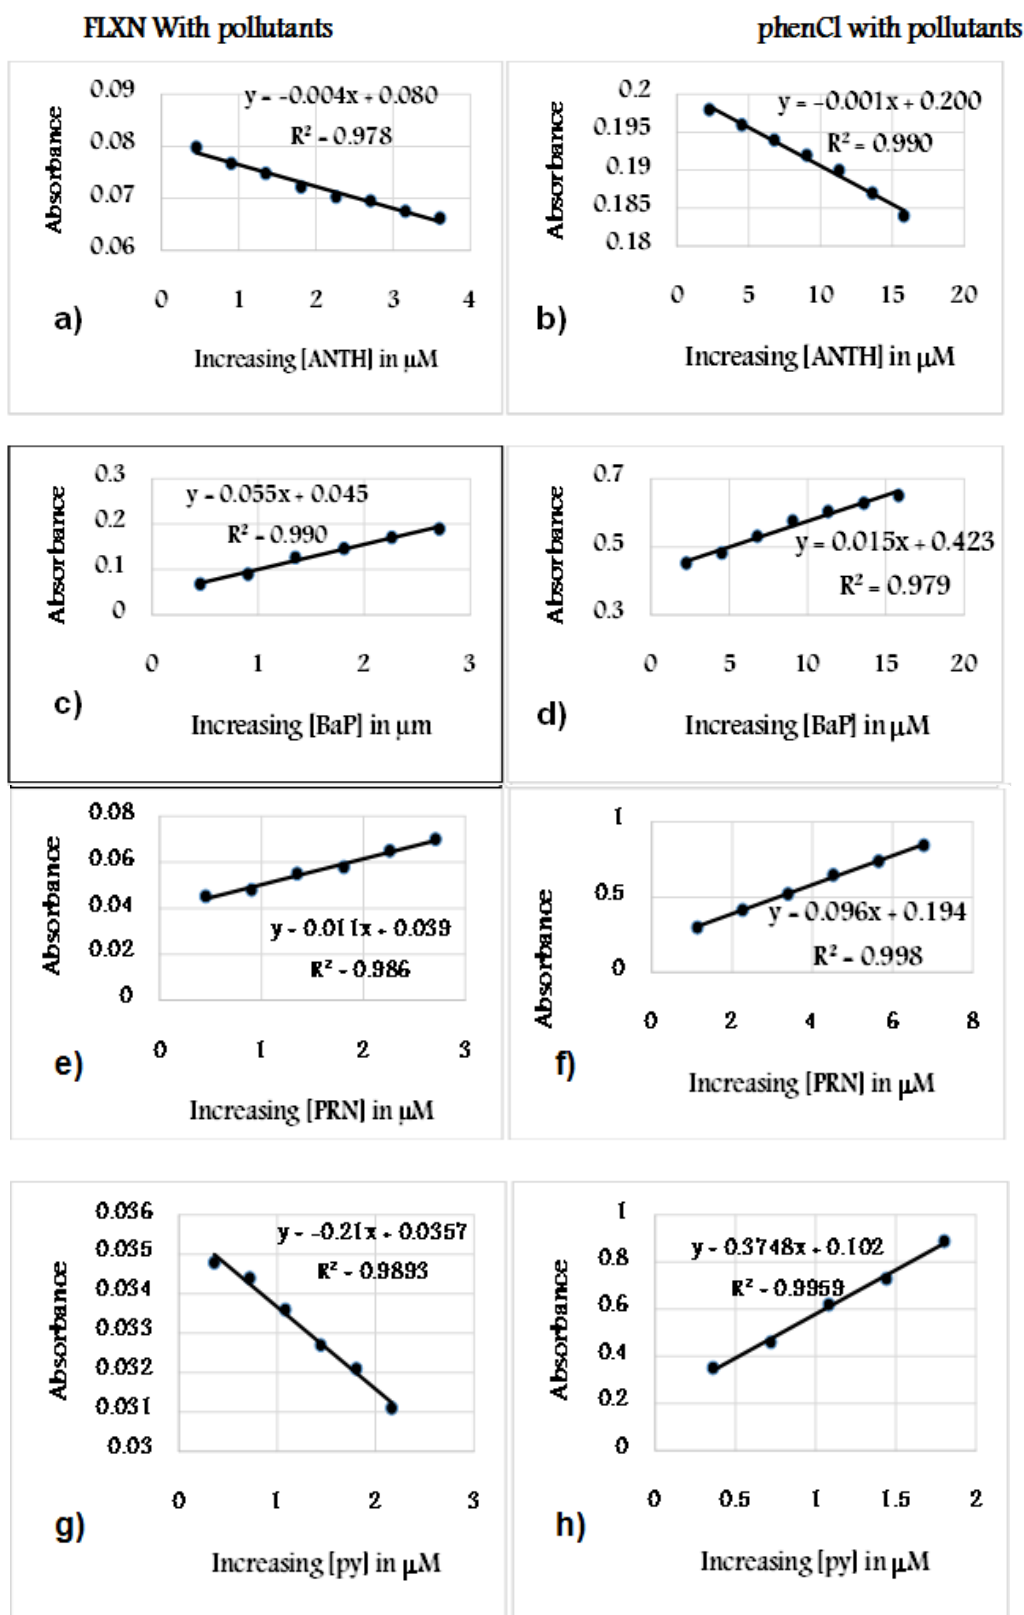 FLXN With pollutants
phenCl with pollutants
Absorbance
0.09
0.08
0.07
0.06
y = -0.004x + 0.080
R² = 0.978
0 1 2 3 4
a)
Increasing [ANTH] in µM
Absorbance
0.2
0.195
0.19
0.185
0.18
y = -0.001x + 0.200
R² = 0.990
0 5 10 15 20
b)
Increasing [ANTH] in µM
Absorbance
0.3
0.2
0.1
0
y = 0.055x + 0.045
R² = 0.990
0 1 2 3
c)
Increasing [BaP] in µm
Absorbance
0.7
0.5
0.3
y = 0.015x + 0.423
R² = 0.979
0 5 10 15 20
d)
Increasing [BaP] in µM
Absorbance
0.08
0.06
0.04
0.02
0
y = 0.011x + 0.039
R² = 0.986
0 1 2 3
e)
Increasing [PRN] in µM
Absorbance
1
0.5
0
y = 0.096x + 0.194
R² = 0.998
0 2 4 6 8
f)
Increasing [PRN] in µM
Absorbance
0.036
0.035
0.034
0.033
0.032
0.031
0.03
y = -0.21x + 0.0357
R² = 0.9893
0 1 2 3
g)
Increasing [py] in µM
Absorbance
1
0.8
0.6
0.4
0.2
0
y = 0.3748x + 0.102
R² = 0.9959
0 0.5 1 1.5 2
h)
Increasing [py] in µM